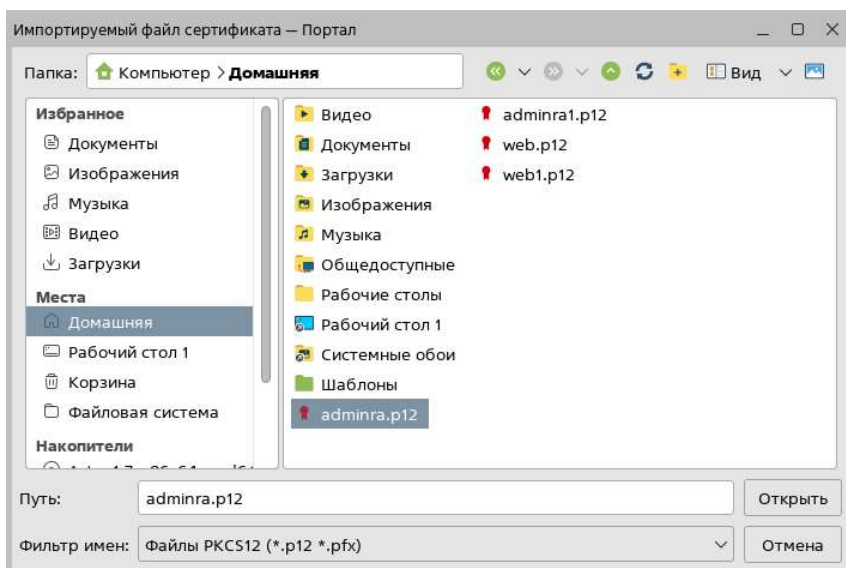 Импортируемый файл сертификата — Портал
Папка: Компьютер > Домашняя Вид
Избранное
Документы
Изображения
Музыка
Видео
Загрузки
Места
Домашняя
Рабочий стол 1
Корзина
Файловая система
Накопители
Видео
Документы
Загрузки
Изображения
Музыка
Общедоступные
Рабочие столы
Рабочий стол 1
Системные обои
Шаблоны
adminra.p12
adminra1.p12
web.p12
web1.p12
Путь: adminra.p12 Открыть
Фильтр имен: Файлы PKCS12 (*.p12 *.pfx) Отмена